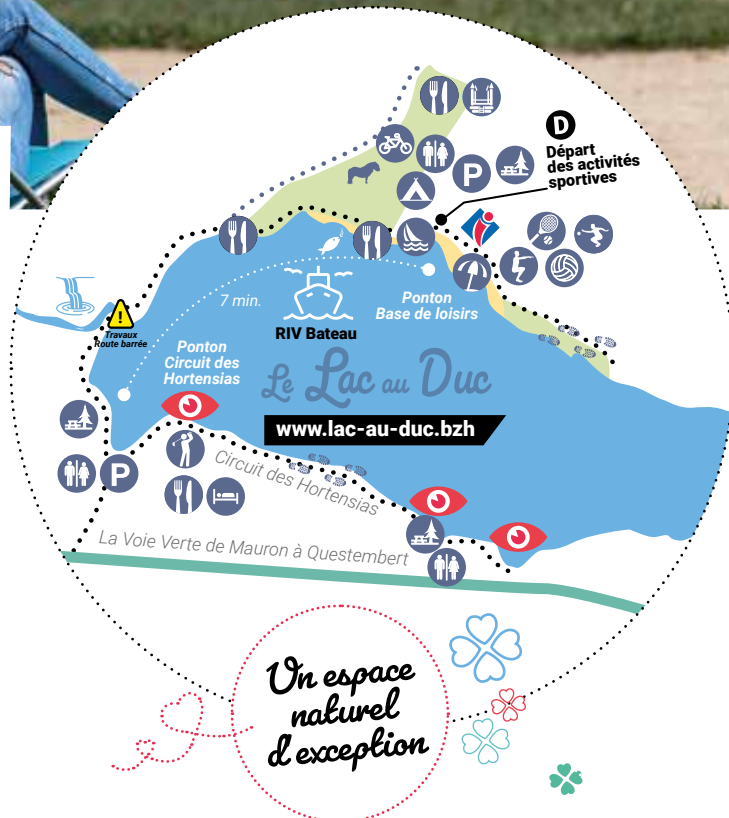 D
Départ
des activités
sportives
P
7 min.
Ponton
Base de loisirs
RIV Bateau
Travaux
Route barrée
Ponton
Circuit des
Hortensias
Le Lac au Duc
www.lac-au-duc.bzh
P
Circuit des Hortensias
La Voie Verte de Mauron à Questembert
Un espace
naturel
d'exception